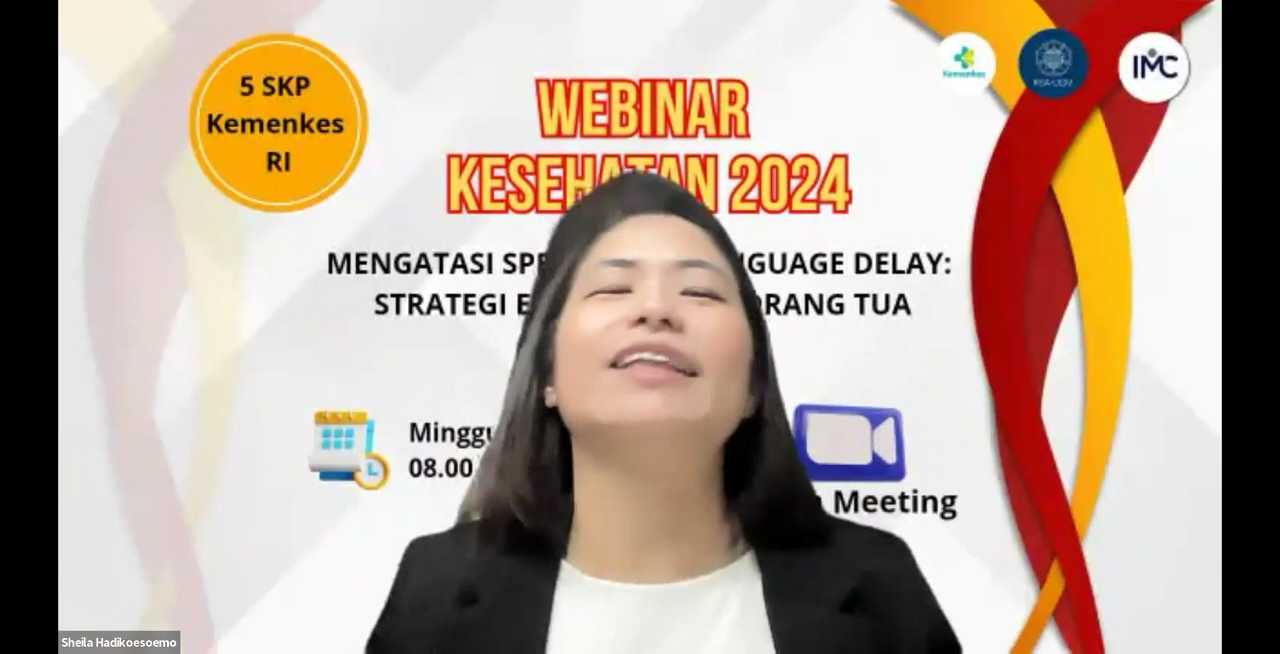 5 SKP
Kemenkes
RI
Kemenkes
IMC
WEBINAR
KESEHATAN 2024
MENGATASI SPE GUAGE DELAY:
STRATEGI E ORANG TUA
Minggu
08.00
Meeting
Sheila Hadikoesoemo